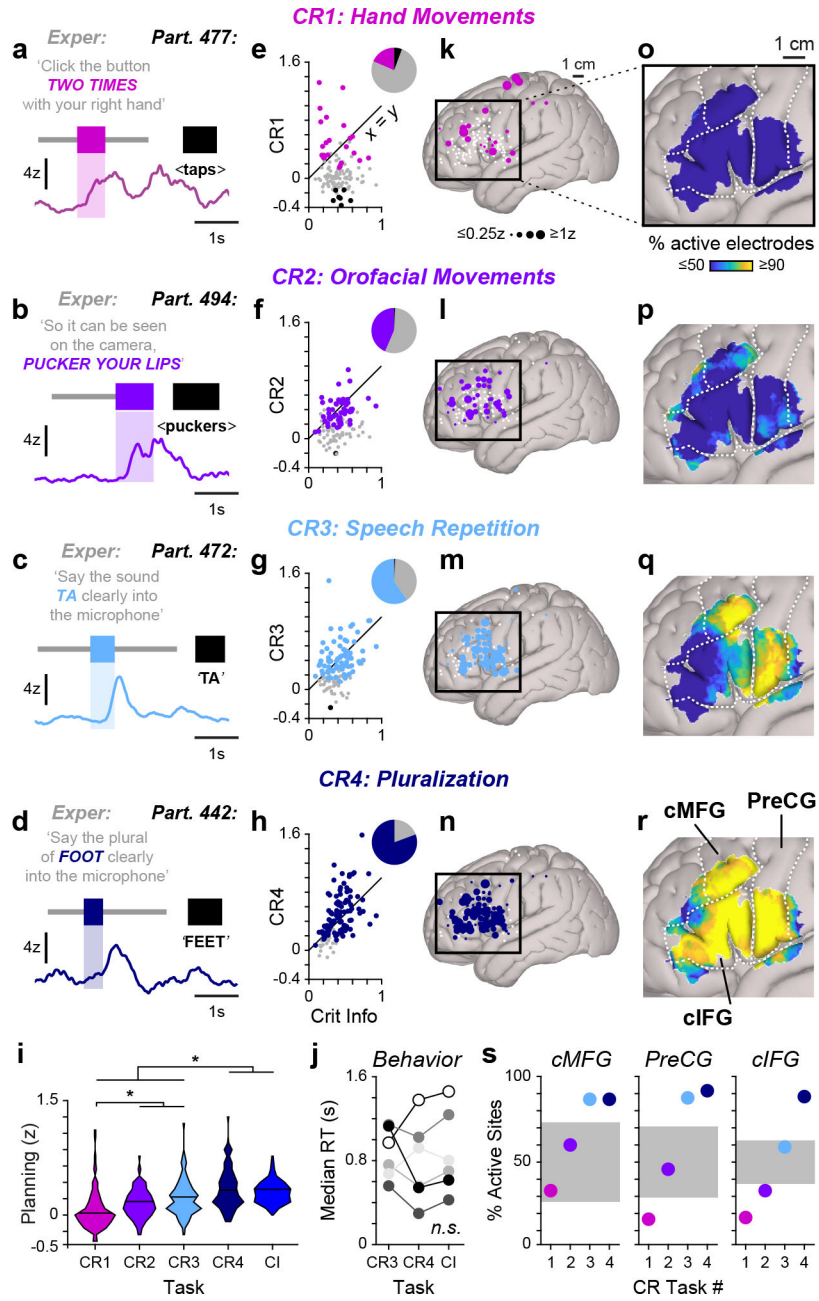 CR1: Hand Movements
a
Exper: Part. 477:
'Click the button
TWO TIMES
with your right hand'
4z
<taps>
1s
e
1.6
CR1
0
-0.4
0 1
x = y
k
1 cm
≤0.25z ≥1z
o
1 cm
% active electrodes
≤50 ≥90
CR2: Orofacial Movements
b
Exper: Part. 494:
'So it can be seen
on the camera,
PUCKER YOUR LIPS'
4z
<puckers>
1s
f
1.6
CR2
0
-0.4
0 1
l
p
CR3: Speech Repetition
c
Exper: Part. 472:
'Say the sound
TA clearly into
the microphone'
4z
'TA'
1s
g
1.6
CR3
0
-0.4
0 1
m
q
CR4: Pluralization
d
Exper: Part. 442:
'Say the plural
of FOOT clearly
into the microphone'
4z
'FEET'
1s
h
1.6
CR4
0
-0.4
0 1
Crit Info
n
r
cMFG
PreCG
cIFG
i
*
*
1.5
Planning (z)
0
-0.5
CR1 CR2 CR3 CR4 CI
Task
j
Behavior
1.6
Median RT (s)
0.8
0
n.s.
CR3 CR4 CI
Task
s
cMFG PreCG cIFG
100
% Active Sites
50
0
1 2 3 4 1 2 3 4 1 2 3 4
CR Task #